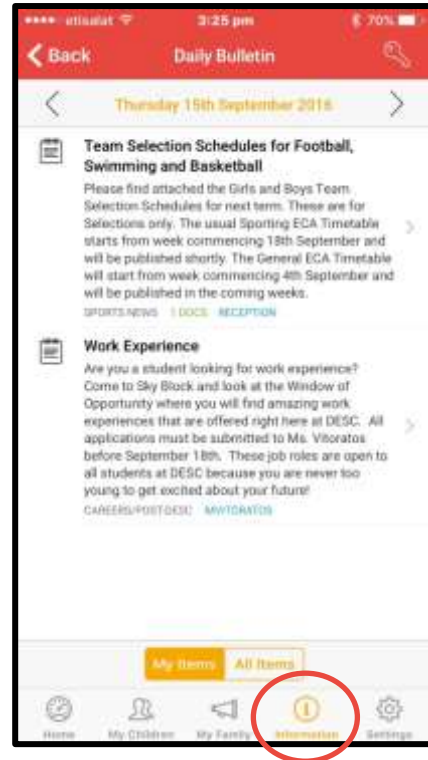 etisalat 3:25 pm 70%
Back Daily Bulletin
Thursday 15th September 2016
Team Selection Schedules for Football,
Swimming and Basketball
Please find attached the Girls and Boys Team
Selection Schedules for next term. These are for
Selections only. The usual Sporting ECA Timetable
starts from week commencing 18th September and
will be published shortly. The General ECA Timetable
will start from week commencing 4th September and
will be published in the coming weeks.
SPORTS NEWS 1 DOCS RECEPTION
Work Experience
Are you a student looking for work experience?
Come to Sky Block and look at the Window of
Opportunity where you will find amazing work
experiences that are offered right here at DESC. All
applications must be submitted to Ms. Vitoratos
before September 18th. These job roles are open to
all students at DESC because you are never too
young to get excited about your future!
CAREERS/POST-DESC MVITORATOS
My Items All Items
Home My Children My Family Information Settings